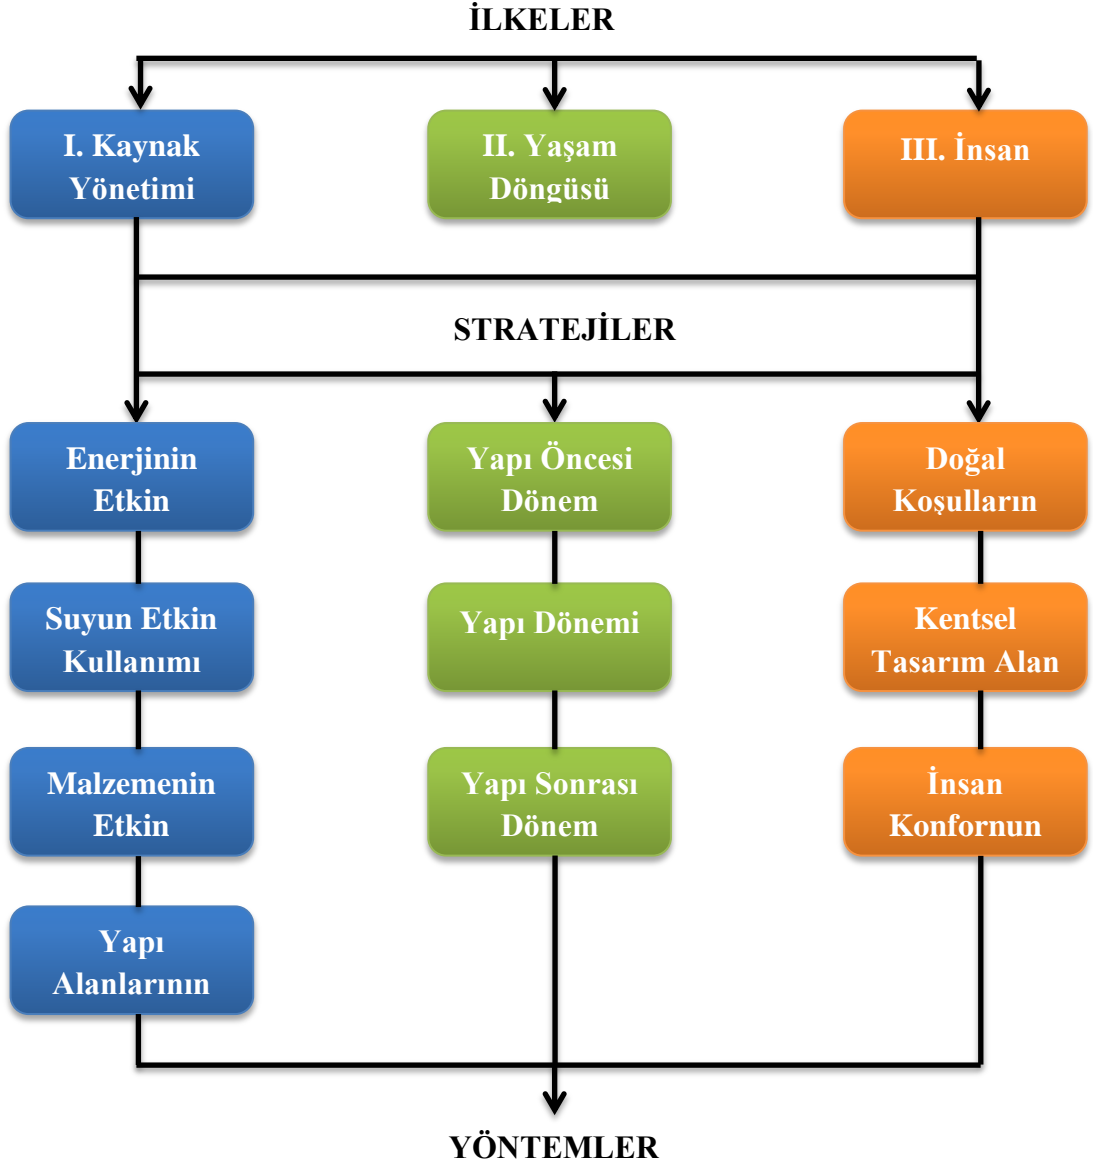 İLKELER
I. Kaynak
Yönetimi
II. Yaşam
Döngüsü
III. İnsan
STRATEJİLER
Enerjinin
Etkin
Yapı Öncesi
Dönem
Doğal
Koşulların
Suyun Etkin
Kullanımı
Yapı Dönemi
Kentsel
Tasarım Alan
Malzemenin
Etkin
Yapı Sonrası
Dönem
İnsan
Konfornun
Yapı
Alanlarının
YÖNTEMLER